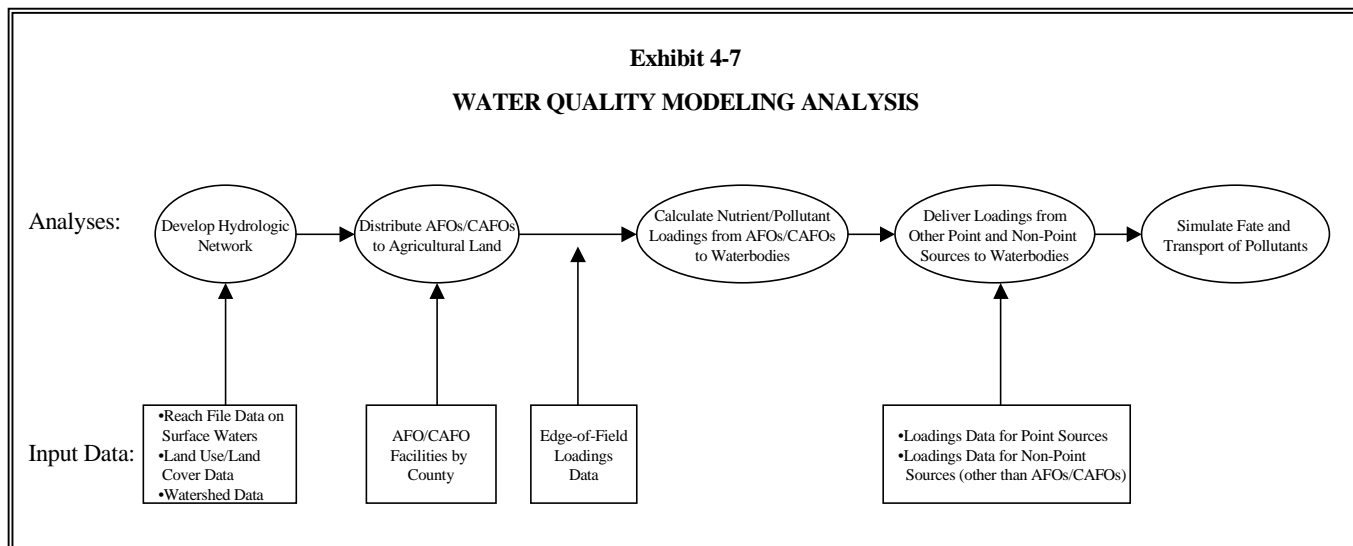 Exhibit 4-7
WATER QUALITY MODELING ANALYSIS
Analyses:
Develop Hydrologic
Network
Distribute AFOs/CAFOs
to Agricultural Land
Calculate Nutrient/Pollutant
Loadings from AFOs/CAFOs
to Waterbodies
Deliver Loadings from
Other Point and Non-Point
Sources to Waterbodies
Simulate Fate and
Transport of Pollutants
Input Data:
•Reach File Data on
Surface Waters
•Land Use/Land
Cover Data
•Watershed Data
AFO/CAFO
Facilities by
County
Edge-of-Field
Loadings
Data
•Loadings Data for Point Sources
•Loadings Data for Non-Point
Sources (other than AFOs/CAFOs)